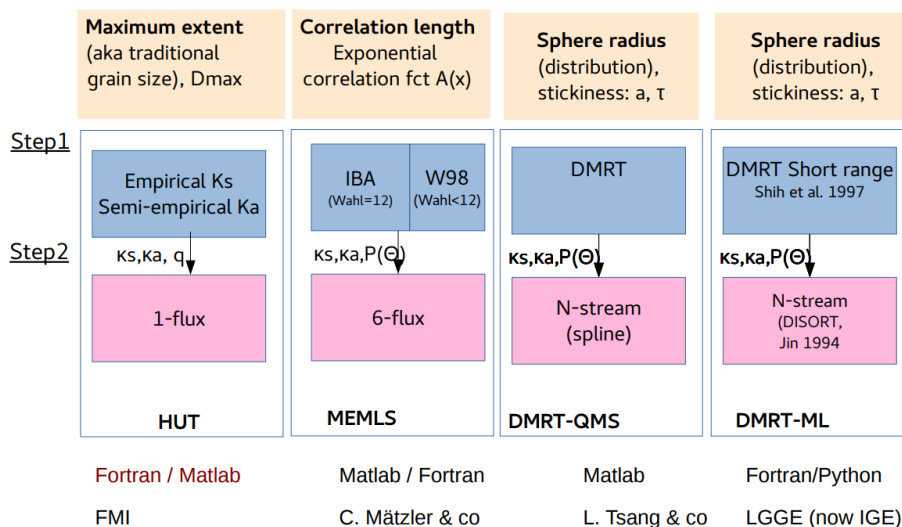 Maximum extent
(aka traditional
grain size), Dmax
Correlation length
Exponential
correlation fct A(x)
Sphere radius
(distribution),
stickiness: a, τ
Sphere radius
(distribution),
stickiness: a, τ
Step1
Empirical Ks
Semi-empirical Ka
IBA
(Wahl=12)
W98
(Wahl<12)
DMRT
DMRT Short range
Shih et al. 1997
Step2
κs,κa, q
κs,κa,P(Θ)
κs,κa,P(Θ)
κs,κa,P(Θ)
1-flux
6-flux
N-stream
(spline)
N-stream
(DISORT,
Jin 1994
HUT
MEMLS
DMRT-QMS
DMRT-ML
Fortran / Matlab
Matlab / Fortran
Matlab
Fortran/Python
FMI
C. Mätzler & co
L. Tsang & co
LGGE (now IGE)